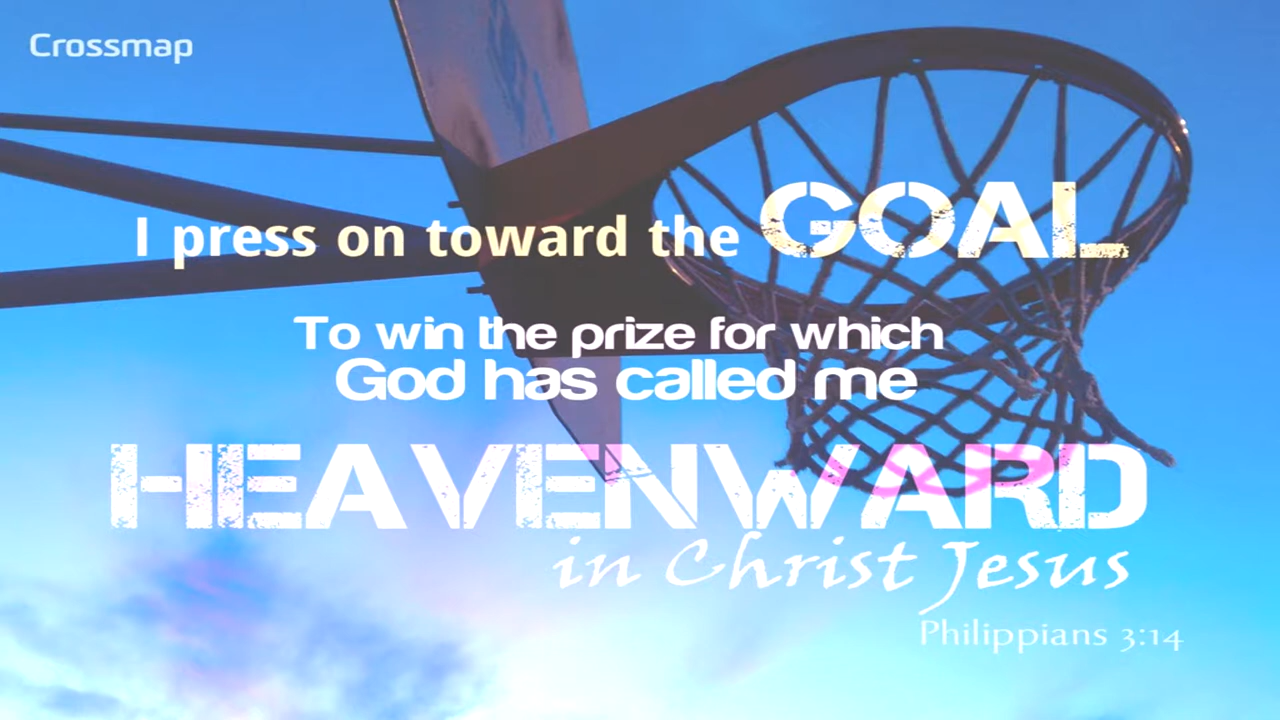 Crossmap
I press on toward the GOAL
To win the prize for which
God has called me
HEAVENWARD
in Christ Jesus
Philippians 3:14